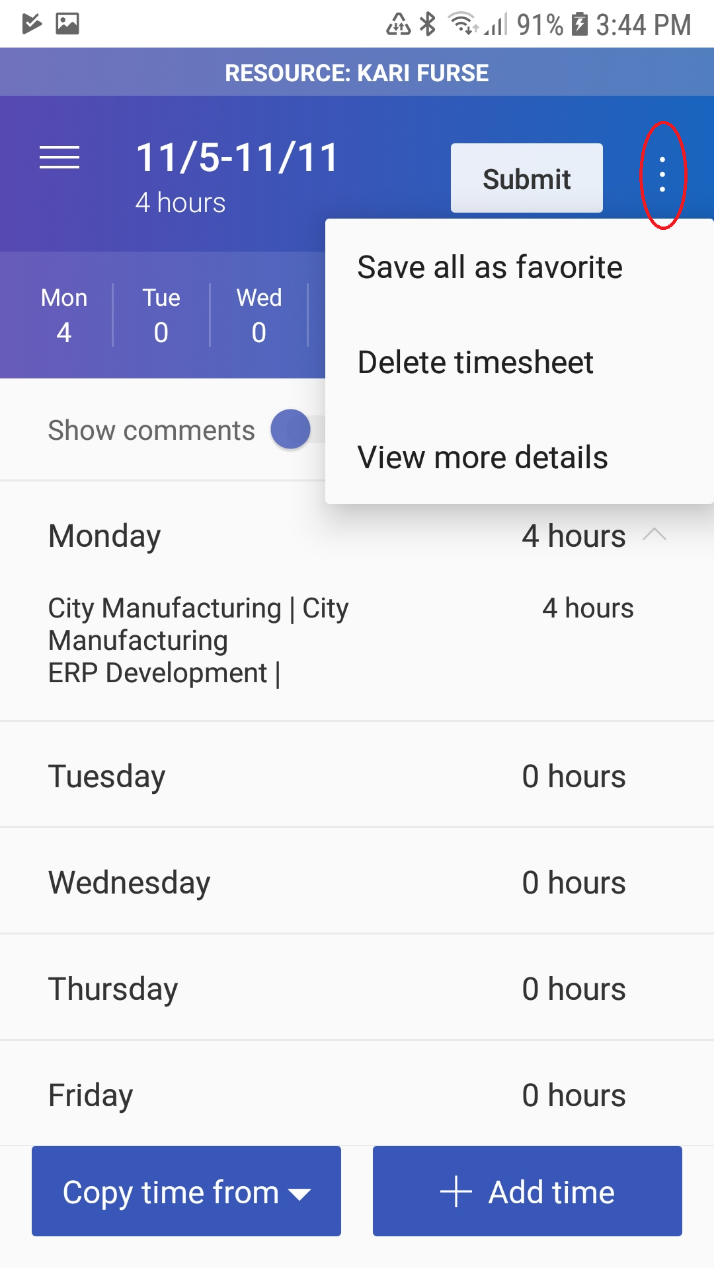 91% 3:44 PM
RESOURCE: KARI FURSE
11/5-11/11
4 hours
Submit
Save all as favorite
Delete timesheet
View more details
Mon Tue Wed
4 0 0
Show comments
Monday 4 hours
City Manufacturing | City 4 hours
Manufacturing
ERP Development |
Tuesday 0 hours
Wednesday 0 hours
Thursday 0 hours
Friday 0 hours
Copy time from
Add time